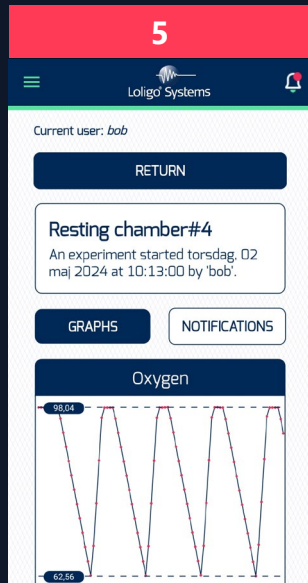 5
Loligo® Systems
Current user: bob
RETURN
Resting chamber#4
An experiment started torsdag. 02
maj 2024 at 10:13:00 by 'bob'.
GRAPHS
NOTIFICATIONS
Oxygen
98,04
62,56